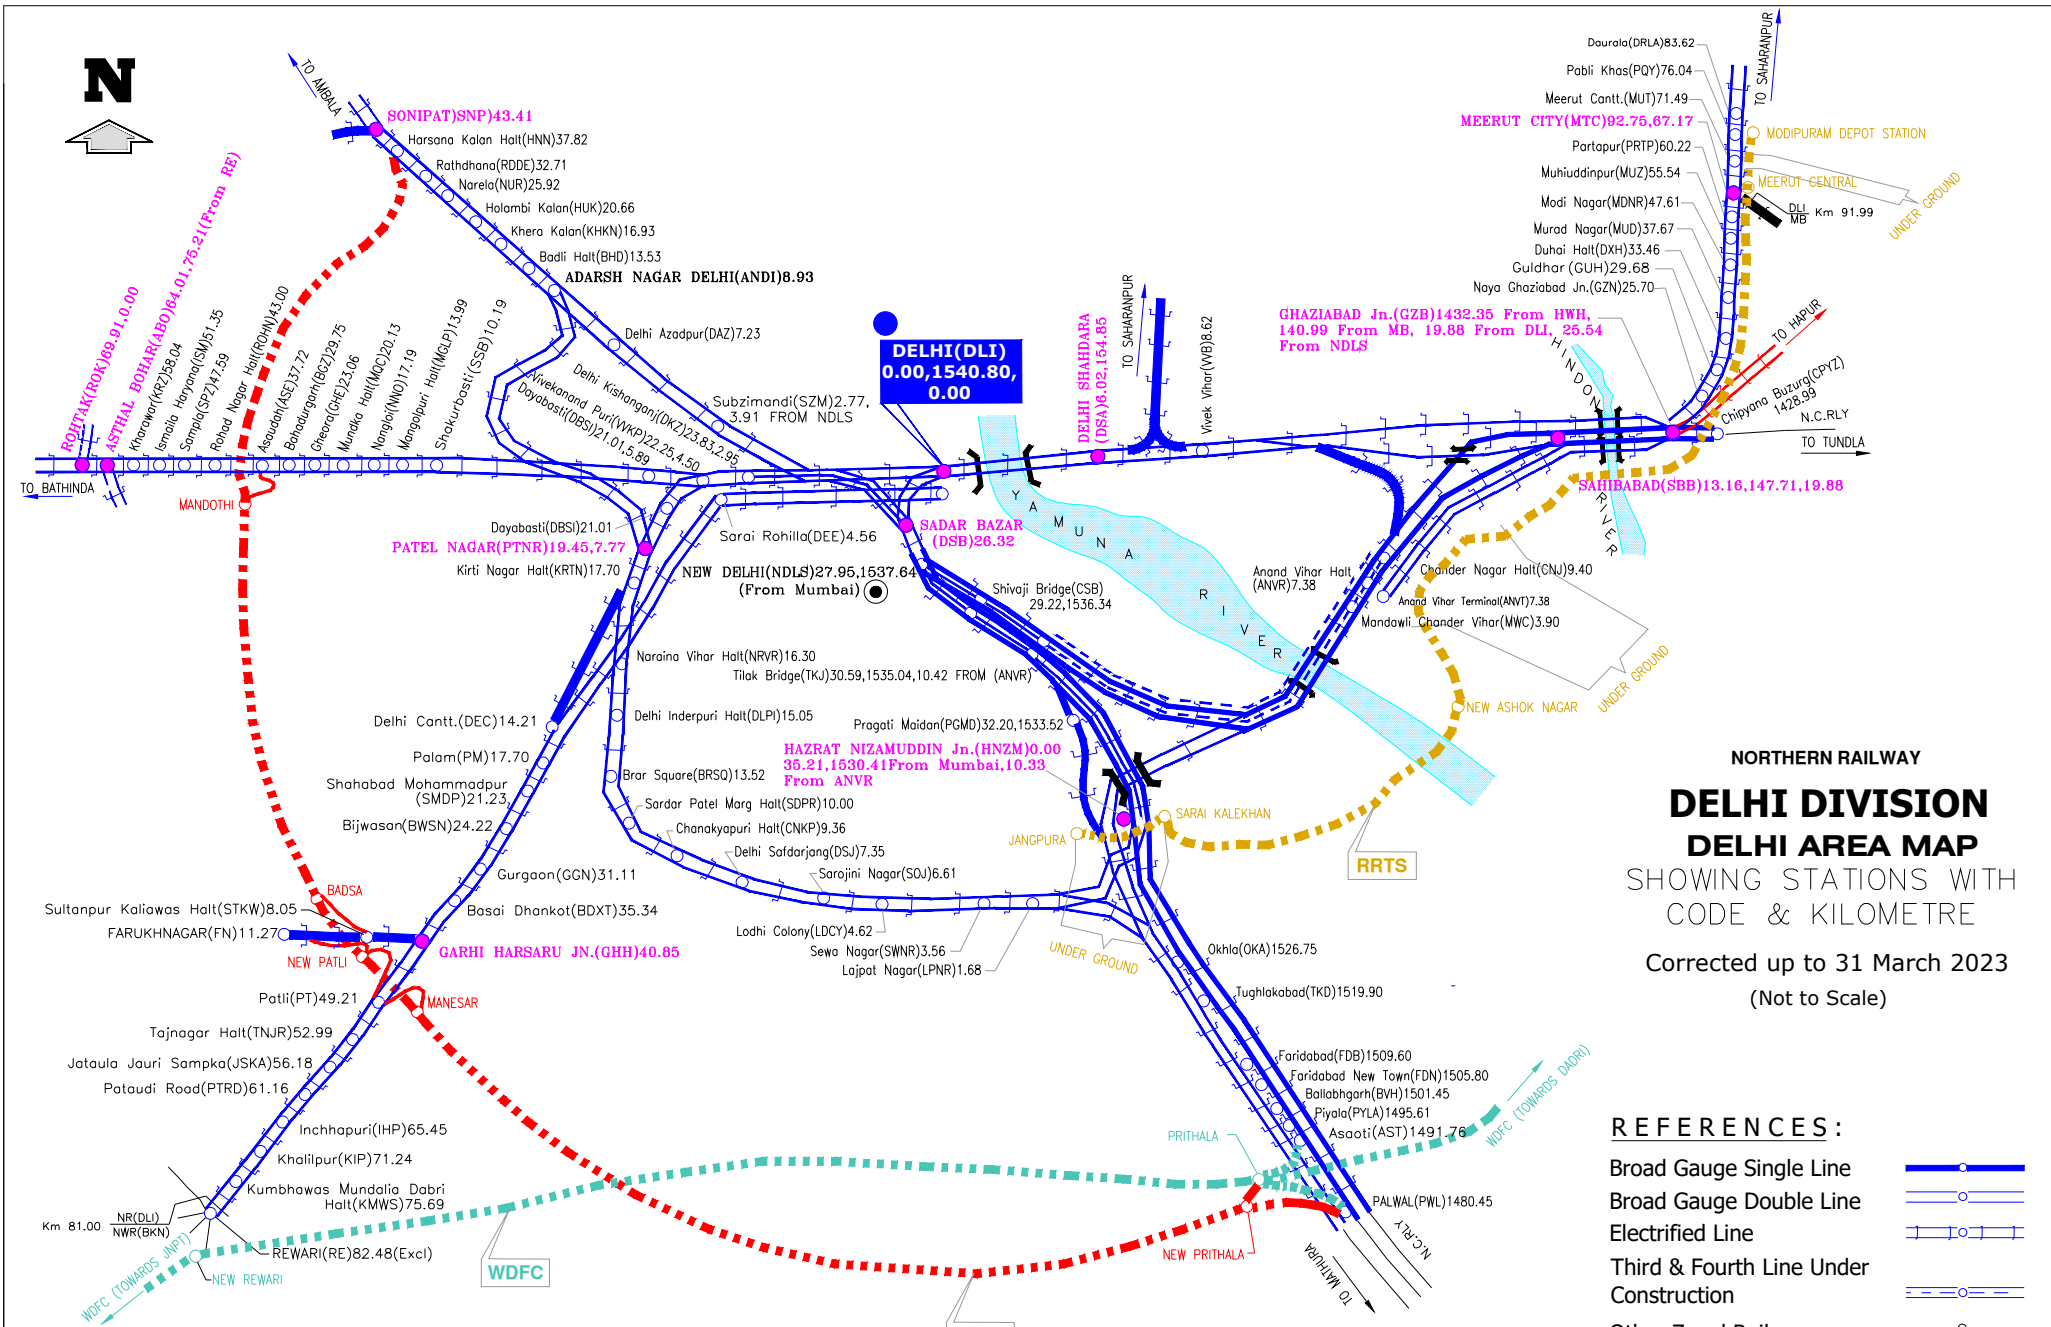 N
TO AMBALA
SONIPAT)SNP)43.41
Harsana Kalan Halt(HNN)37.82
Rathdhana(RDDE)32.71
Narela(NUR)25.92
Holambi Kalan(HUK)20.66
Khera Kalan(KHKN)16.93
Badli Halt(BHD)13.53
ADARSH NAGAR DELHI(ANDI)8.93
Delhi Azadpur(DAZ)7.23
Subzimandi(SZM)2.77,
3.91 FROM NDLS
DELHI(DLI)
0.00,1540.80,
0.00
ROHTAK(ROK)69.91,0.00
ASTHAL BOHAR(ABO)64.01,75.21(From RE)
Kharawar(KRZ)58.04
Ismaila Haryana(ISM)51.35
Sampla(SPZ)47.59
Rohad Nagar Halt(ROHN)43.00
Asaudah(ASE)37.72
Bahadurgarh(BGZ)29.75
Gheora(GHE)23.06
Mundka Halt(MQC)20.13
Nangloi(NNO)17.19
Mangolpuri Halt(MGLP)13.99
Shakurbasti(SSB)10.19
Delhi Kishanganj(DKZ)23.83,2.95
Vivekanand Puri(VVKP)22.25,4.50
Dayabasti(DBSI)21.01,5.89
TO BATHINDA
MANDOTHI
Dayabasti(DBSI)21.01
PATEL NAGAR(PTNR)19.45,7.77
Kirti Nagar Halt(KRTN)17.70
Sarai Rohilla(DEE)4.56
SADAR BAZAR
(DSB)26.32
NEW DELHI(NDLS)27.95,1537.64
(From Mumbai)
Shivaji Bridge(CSB)
29.22,1536.34
DELHI SHAHDARA
(DSA)6.02,154.85
TO SAHARANPUR
Vivek Vihar(VVB)8.62
YAMUNA RIVER
HINDON RIVER
Daurala(DRLA)83.62
Pabli Khas(PQY)76.04
Meerut Cantt.(MUT)71.49
MEERUT CITY(MTC)92.75,67.17
Partapur(PRTP)60.22
Muhiuddinpur(MUZ)55.54
Modi Nagar(MDNR)47.61
Murad Nagar(MUD)37.67
Duhai Halt(DXH)33.46
Guldhar (GUH)29.68
Naya Ghaziabad Jn.(GZN)25.70
TO SAHARANPUR
MODIPURAM DEPOT STATION
MEERUT CENTRAL
UNDER GROUND
DLI
MB
Km 91.99
GHAZIABAD Jn.(GZB)1432.35 From HWH,
140.99 From MB, 19.88 From DLI, 25.54
From NDLS
TO HAPUR
Chipyana Buzurg(CPYZ)
1428.99
N.C.RLY
TO TUNDLA
SAHIBABAD(SBB)13.16,147.71,19.88
Anand Vihar Halt
(ANVR)7.38
Chander Nagar Halt(CNJ)9.40
Anand Vihar Terminal(ANVT)7.38
Mandawli Chander Vihar(MWC)3.90
UNDER GROUND
NEW ASHOK NAGAR
Naraina Vihar Halt(NRVR)16.30
Tilak Bridge(TKJ)30.59,1535.04,10.42 FROM (ANVR)
Delhi Inderpuri Halt(DLPI)15.05
Pragati Maidan(PGMD)32.20,1533.52
HAZRAT NIZAMUDDIN Jn.(HNZM)0.00
35.21,1530.41From Mumbai,10.33
From ANVR
Delhi Cantt.(DEC)14.21
Palam(PM)17.70
Shahabad Mohammadpur
(SMDP)21.23
Bijwasan(BWSN)24.22
Brar Square(BRSQ)13.52
Sardar Patel Marg Halt(SDPR)10.00
Chanakyapuri Halt(CNKP)9.36
Delhi Safdarjang(DSJ)7.35
Sarojini Nagar(SOJ)6.61
JANGPURA
SARAI KALEKHAN
RRTS
Gurgaon(GGN)31.11
Basai Dhankot(BDXT)35.34
Lodhi Colony(LDCY)4.62
Sewa Nagar(SWNR)3.56
Lajpat Nagar(LPNR)1.68
UNDER GROUND
BADSA
Sultanpur Kaliawas Halt(STKW)8.05
FARUKHNAGAR(FN)11.27
NEW PATLI
GARHI HARSARU JN.(GHH)40.85
Patli(PT)49.21
MANESAR
Tajnagar Halt(TNJR)52.99
Jataula Jauri Sampka(JSKA)56.18
Pataudi Road(PTRD)61.16
Inchhapuri(IHP)65.45
Khalilpur(KIP)71.24
Kumbhawas Mundalia Dabri
Halt(KMWS)75.69
Km 81.00
NR(DLI)
NWR(BKN)
REWARI(RE)82.48(Excl)
NEW REWARI
WDFC (TOWARDS JNPT)
WDFC
Okhla(OKA)1526.75
Tughlakabad(TKD)1519.90
Faridabad(FDB)1509.60
Faridabad New Town(FDN)1505.80
Ballabhgarh(BVH)1501.45
Piyala(PYLA)1495.61
Asaoti(AST)1491.76
PRITHALA
WDFC (TOWARDS DADRI)
PALWAL(PWL)1480.45
NEW PRITHALA
TO MATHURA
N.C.RLY
NORTHERN RAILWAY
DELHI DIVISION
DELHI AREA MAP
SHOWING STATIONS WITH
CODE & KILOMETRE
Corrected up to 31 March 2023
(Not to Scale)
REFERENCES:
Broad Gauge Single Line
Broad Gauge Double Line
Electrified Line
Third & Fourth Line Under
Construction